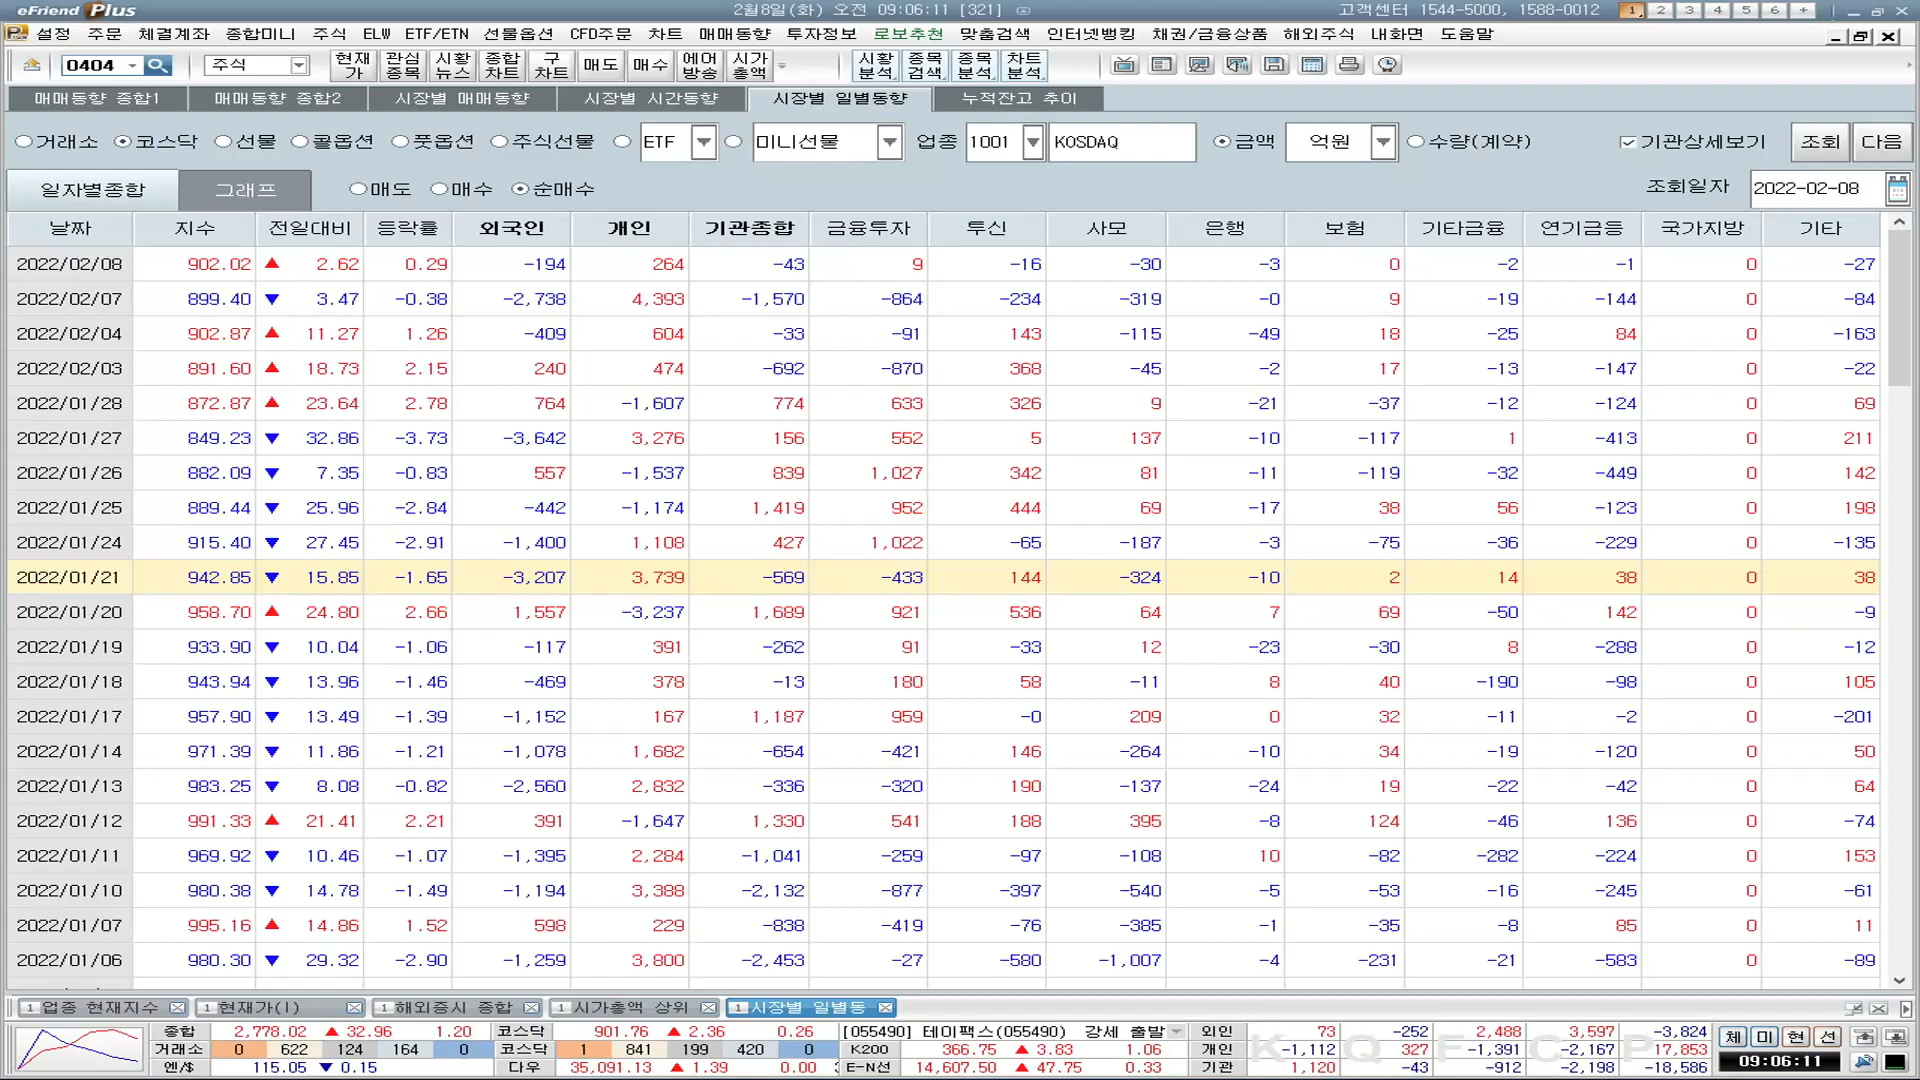 eFriend Plus 2월8일(화) 오전 09:06:11 [321] 고객센터 1544-5000, 1588-0012 1 2 3 4 5 6 +
설정 주문 체결계좌 종합미니 주식 ELW ETF/ETN 선물옵션 CFD주문 차트 매매동향 투자정보 로보추천 맞춤검색 인터넷뱅킹 채권/금융상품 해외주식 내화면 도움말
0404 주식 현재가 관심종목 시황뉴스 종합차트 구차트 매도 매수 에어방송 시가총액 시황분석 종목검색 종목분석 차트분석
매매동향 종합1 매매동향 종합2 시장별 매매동향 시장별 시간동향 시장별 일별동향 누적잔고 추이
거래소 코스닥 선물 콜옵션 풋옵션 주식선물 ETF 미니선물 업종 1001 KOSDAQ 금액 억원 수량(계약) 기관상세보기 조회 다음
일자별종합 그래프 매도 매수 순매수 조회일자 2022-02-08
날짜 지수 전일대비 등락률 외국인 개인 기관종합 금융투자 투신 사모 은행 보험 기타금융 연기금등 국가지방 기타
2022/02/08 902.02 ▲ 2.62 0.29 -194 264 -43 9 -16 -30 -3 0 -2 -1 0 -27
2022/02/07 899.40 ▼ 3.47 -0.38 -2,738 4,393 -1,570 -864 -234 -319 -0 9 -19 -144 0 -84
2022/02/04 902.87 ▲ 11.27 1.26 -409 604 -33 -91 143 -115 -49 18 -25 84 0 -163
2022/02/03 891.60 ▲ 18.73 2.15 240 474 -692 -870 368 -45 -2 17 -13 -147 0 -22
2022/01/28 872.87 ▲ 23.64 2.78 764 -1,607 774 633 326 9 -21 -37 -12 -124 0 69
2022/01/27 849.23 ▼ 32.86 -3.73 -3,642 3,276 156 552 5 137 -10 -117 1 -413 0 211
2022/01/26 882.09 ▼ 7.35 -0.83 557 -1,537 839 1,027 342 81 -11 -119 -32 -449 0 142
2022/01/25 889.44 ▼ 25.96 -2.84 -442 -1,174 1,419 952 444 69 -17 38 56 -123 0 198
2022/01/24 915.40 ▼ 27.45 -2.91 -1,400 1,108 427 1,022 -65 -187 -3 -75 -36 -229 0 -135
2022/01/21 942.85 ▼ 15.85 -1.65 -3,207 3,739 -569 -433 144 -324 -10 2 14 38 0 38
2022/01/20 958.70 ▲ 24.80 2.66 1,557 -3,237 1,689 921 536 64 7 69 -50 142 0 -9
2022/01/19 933.90 ▼ 10.04 -1.06 -117 391 -262 91 -33 12 -23 -30 8 -288 0 -12
2022/01/18 943.94 ▼ 13.96 -1.46 -469 378 -13 180 58 -11 8 40 -190 -98 0 105
2022/01/17 957.90 ▼ 13.49 -1.39 -1,152 167 1,187 959 -0 209 0 32 -11 -2 0 -201
2022/01/14 971.39 ▼ 11.86 -1.21 -1,078 1,682 -654 -421 146 -264 -10 34 -19 -120 0 50
2022/01/13 983.25 ▼ 8.08 -0.82 -2,560 2,832 -336 -320 190 -137 -24 19 -22 -42 0 64
2022/01/12 991.33 ▲ 21.41 2.21 391 -1,647 1,330 541 188 395 -8 124 -46 136 0 -74
2022/01/11 969.92 ▼ 10.46 -1.07 -1,395 2,284 -1,041 -259 -97 -108 10 -82 -282 -224 0 153
2022/01/10 980.38 ▼ 14.78 -1.49 -1,194 3,388 -2,132 -877 -397 -540 -5 -53 -16 -245 0 -61
2022/01/07 995.16 ▲ 14.86 1.52 598 229 -838 -419 -76 -385 -1 -35 -8 85 0 11
2022/01/06 980.30 ▼ 29.32 -2.90 -1,259 3,800 -2,453 -27 -580 -1,007 -4 -231 -21 -583 0 -89
1 업종 현재지수 1 현재가(I) 1 해외증시 종합 1 시가총액 상위 1 시장별 일별동
종합 2,778.02 ▲ 32.96 1.20 코스닥 901.76 ▲ 2.36 0.26 [055490] 테이팩스(055490) 강세 출발 외인 73 -252 2,488 3,597 -3,824 체 미 현 선
거래소 0 622 124 164 0 코스닥 1 841 199 420 0 K200 366.75 ▲ 3.83 1.06 개인 -1,112 327 -1,391 -2,167 17,853
엔/$ 115.05 ▼ 0.15 다우 35,091.13 ▲ 1.39 0.00 E-N선 14,607.50 ▲ 47.75 0.33 기관 1,120 -43 -912 -2,198 -18,586 09:06:11
K Q F C P